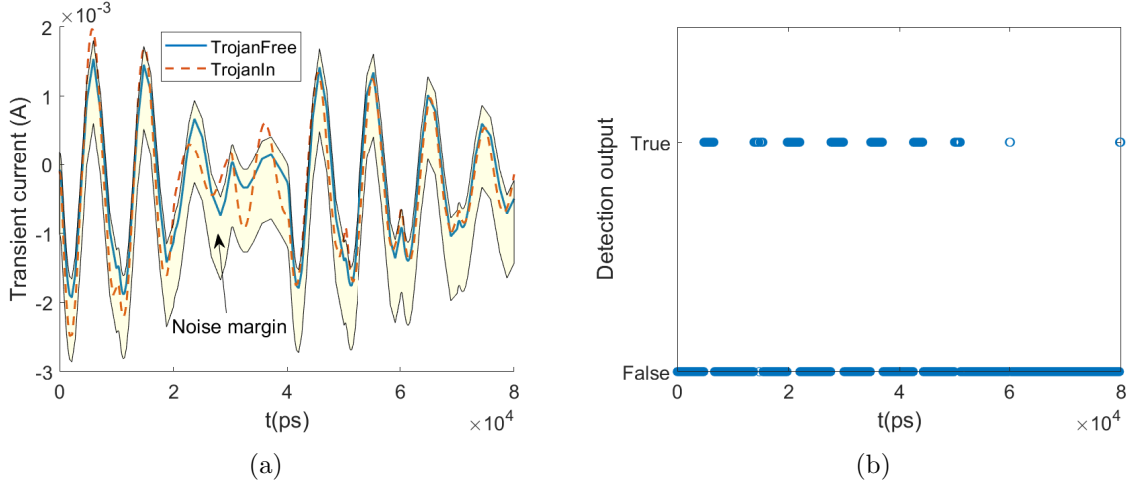 ×10⁻³
2
1
0
-1
-2
-3
Transient current (A)
TrojanFree
TrojanIn
Noise margin
0
2
4
6
8
t(ps)
×10⁴
(a)
Detection output
True
False
0
2
4
6
8
t(ps)
×10⁴
(b)